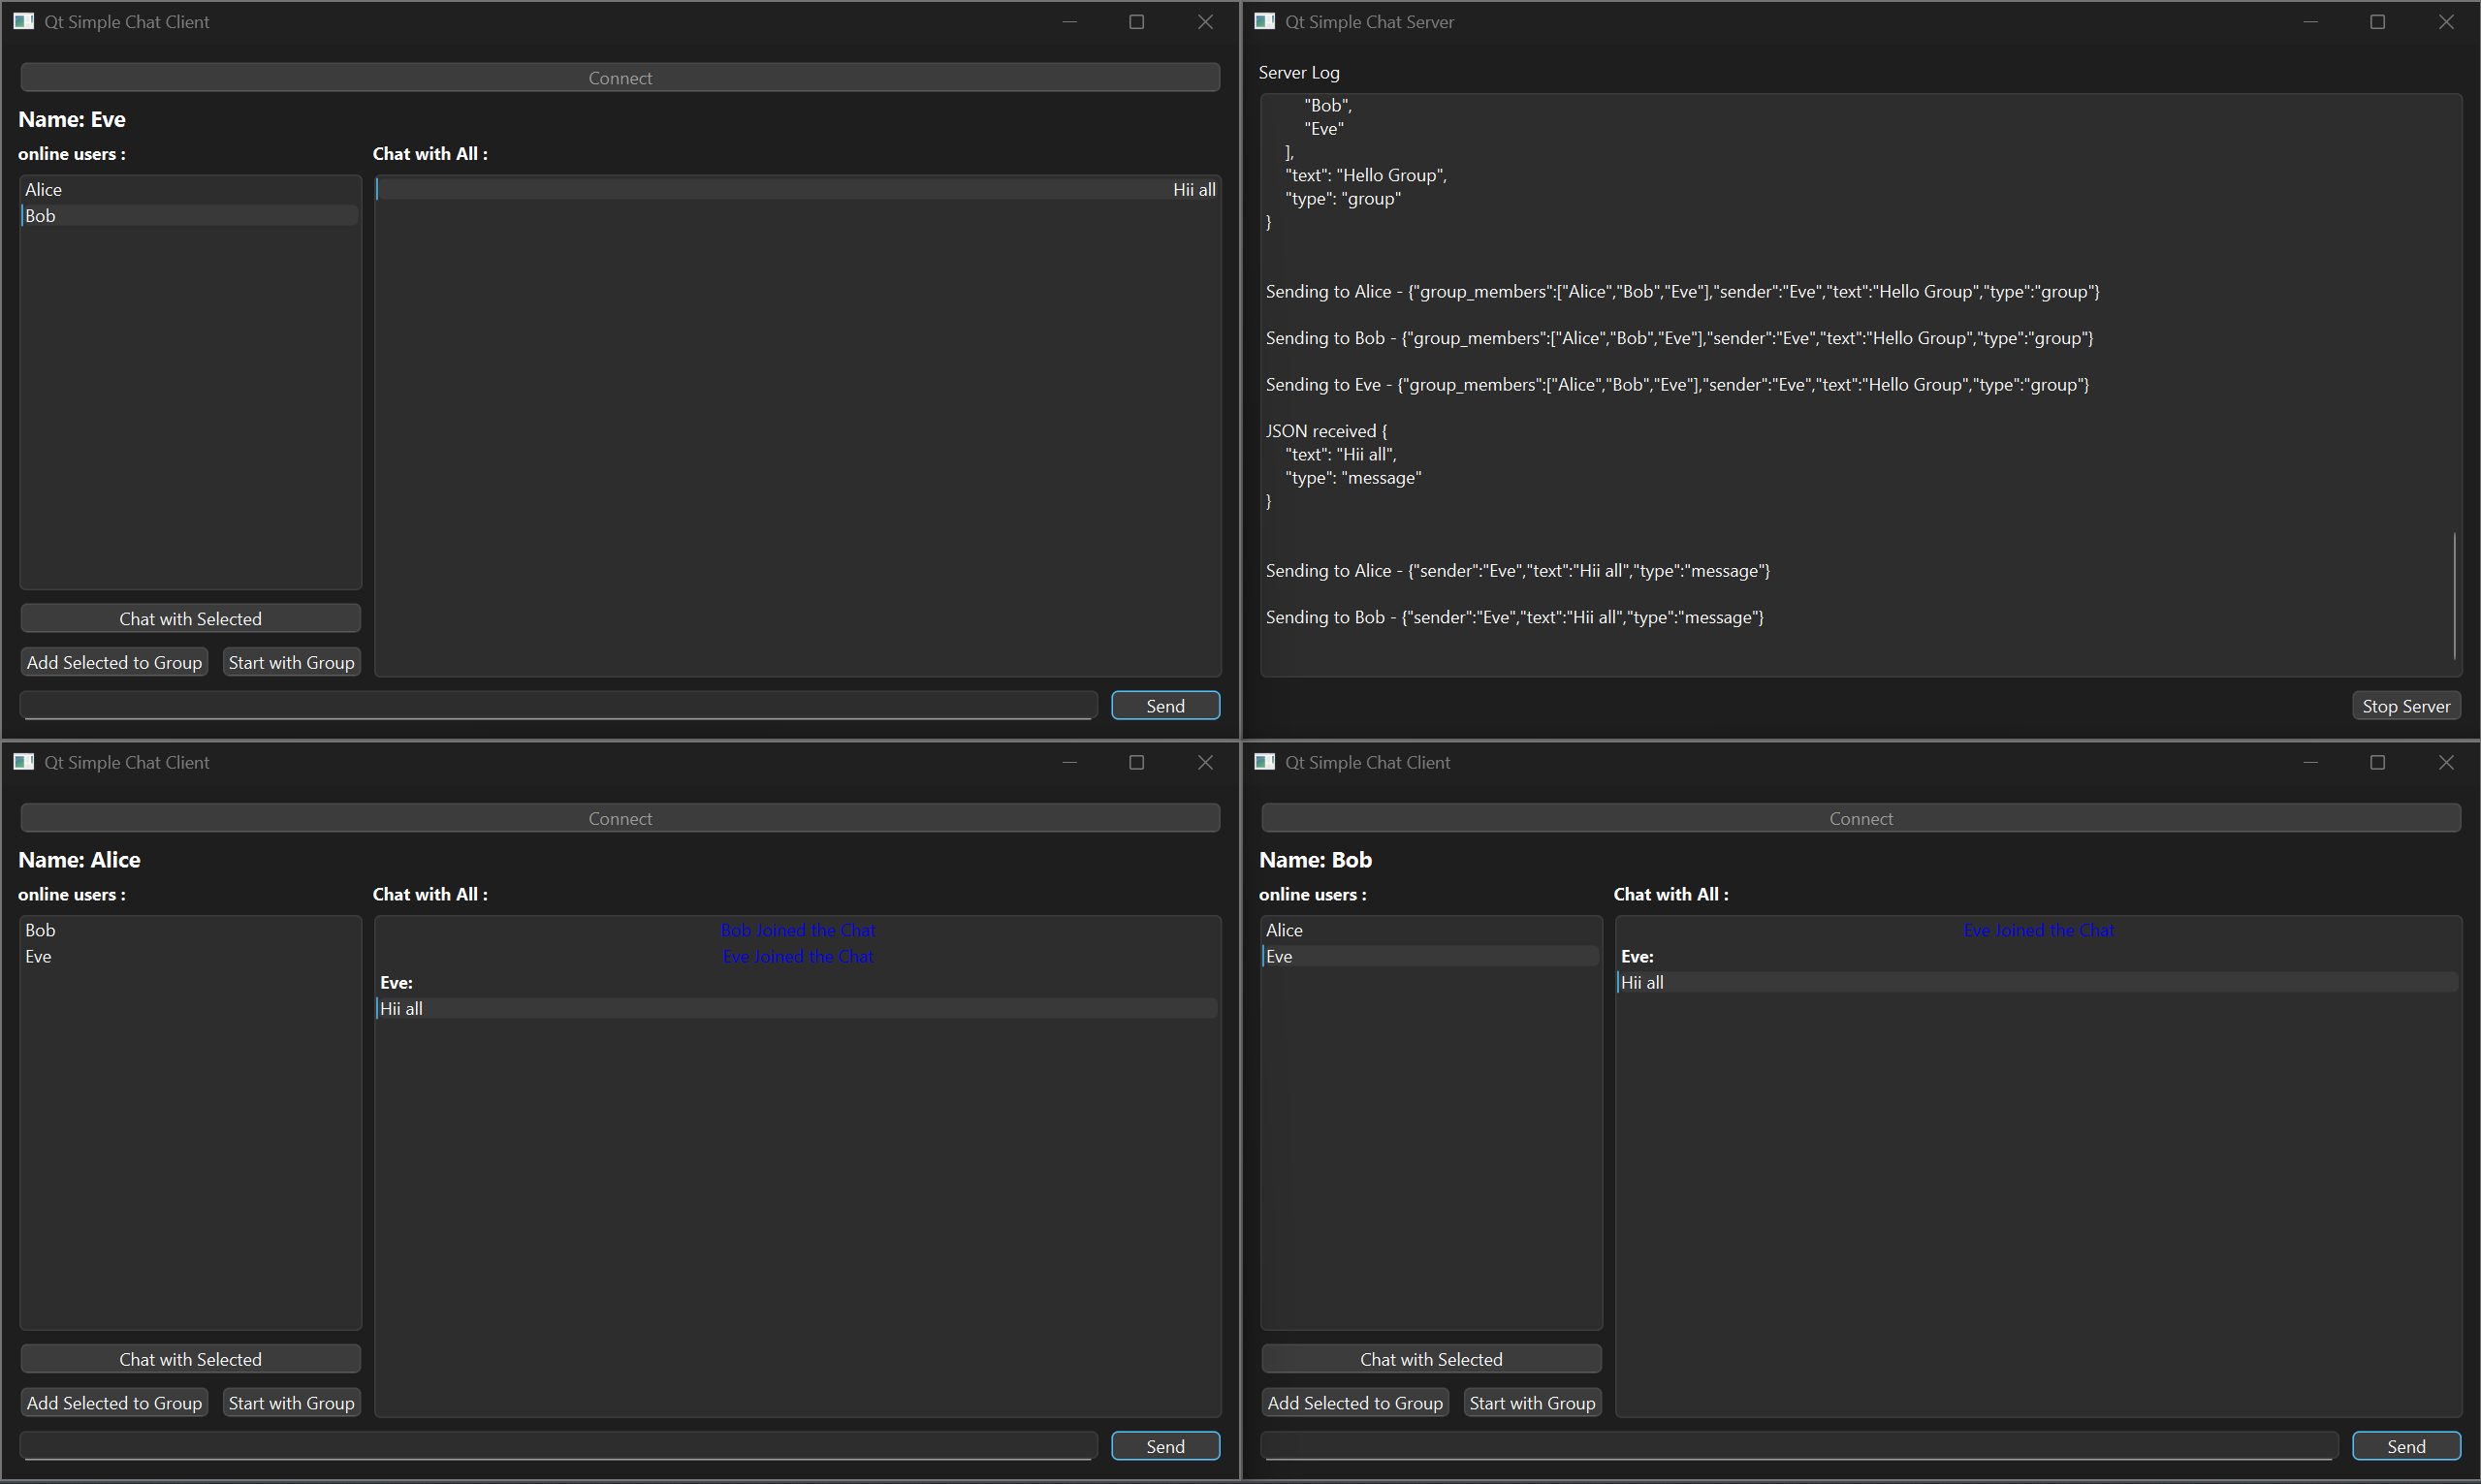 Qt Simple Chat Client
Connect
Name: Eve
online users :
Alice
Bob
Chat with All :
Hii all
Chat with Selected
Add Selected to Group
Start with Group
Send
Qt Simple Chat Server
Server Log
"Bob",
"Eve"
],
"text": "Hello Group",
"type": "group"
}
Sending to Alice - {"group_members":["Alice","Bob","Eve"],"sender":"Eve","text":"Hello Group","type":"group"}
Sending to Bob - {"group_members":["Alice","Bob","Eve"],"sender":"Eve","text":"Hello Group","type":"group"}
Sending to Eve - {"group_members":["Alice","Bob","Eve"],"sender":"Eve","text":"Hello Group","type":"group"}
JSON received {
"text": "Hii all",
"type": "message"
}
Sending to Alice - {"sender":"Eve","text":"Hii all","type":"message"}
Sending to Bob - {"sender":"Eve","text":"Hii all","type":"message"}
Stop Server
Qt Simple Chat Client
Connect
Name: Alice
online users :
Bob
Eve
Chat with All :
Bob Joined the Chat
Eve Joined the Chat
Eve:
Hii all
Chat with Selected
Add Selected to Group
Start with Group
Send
Qt Simple Chat Client
Connect
Name: Bob
online users :
Alice
Eve
Chat with All :
Eve Joined the Chat
Eve:
Hii all
Chat with Selected
Add Selected to Group
Start with Group
Send